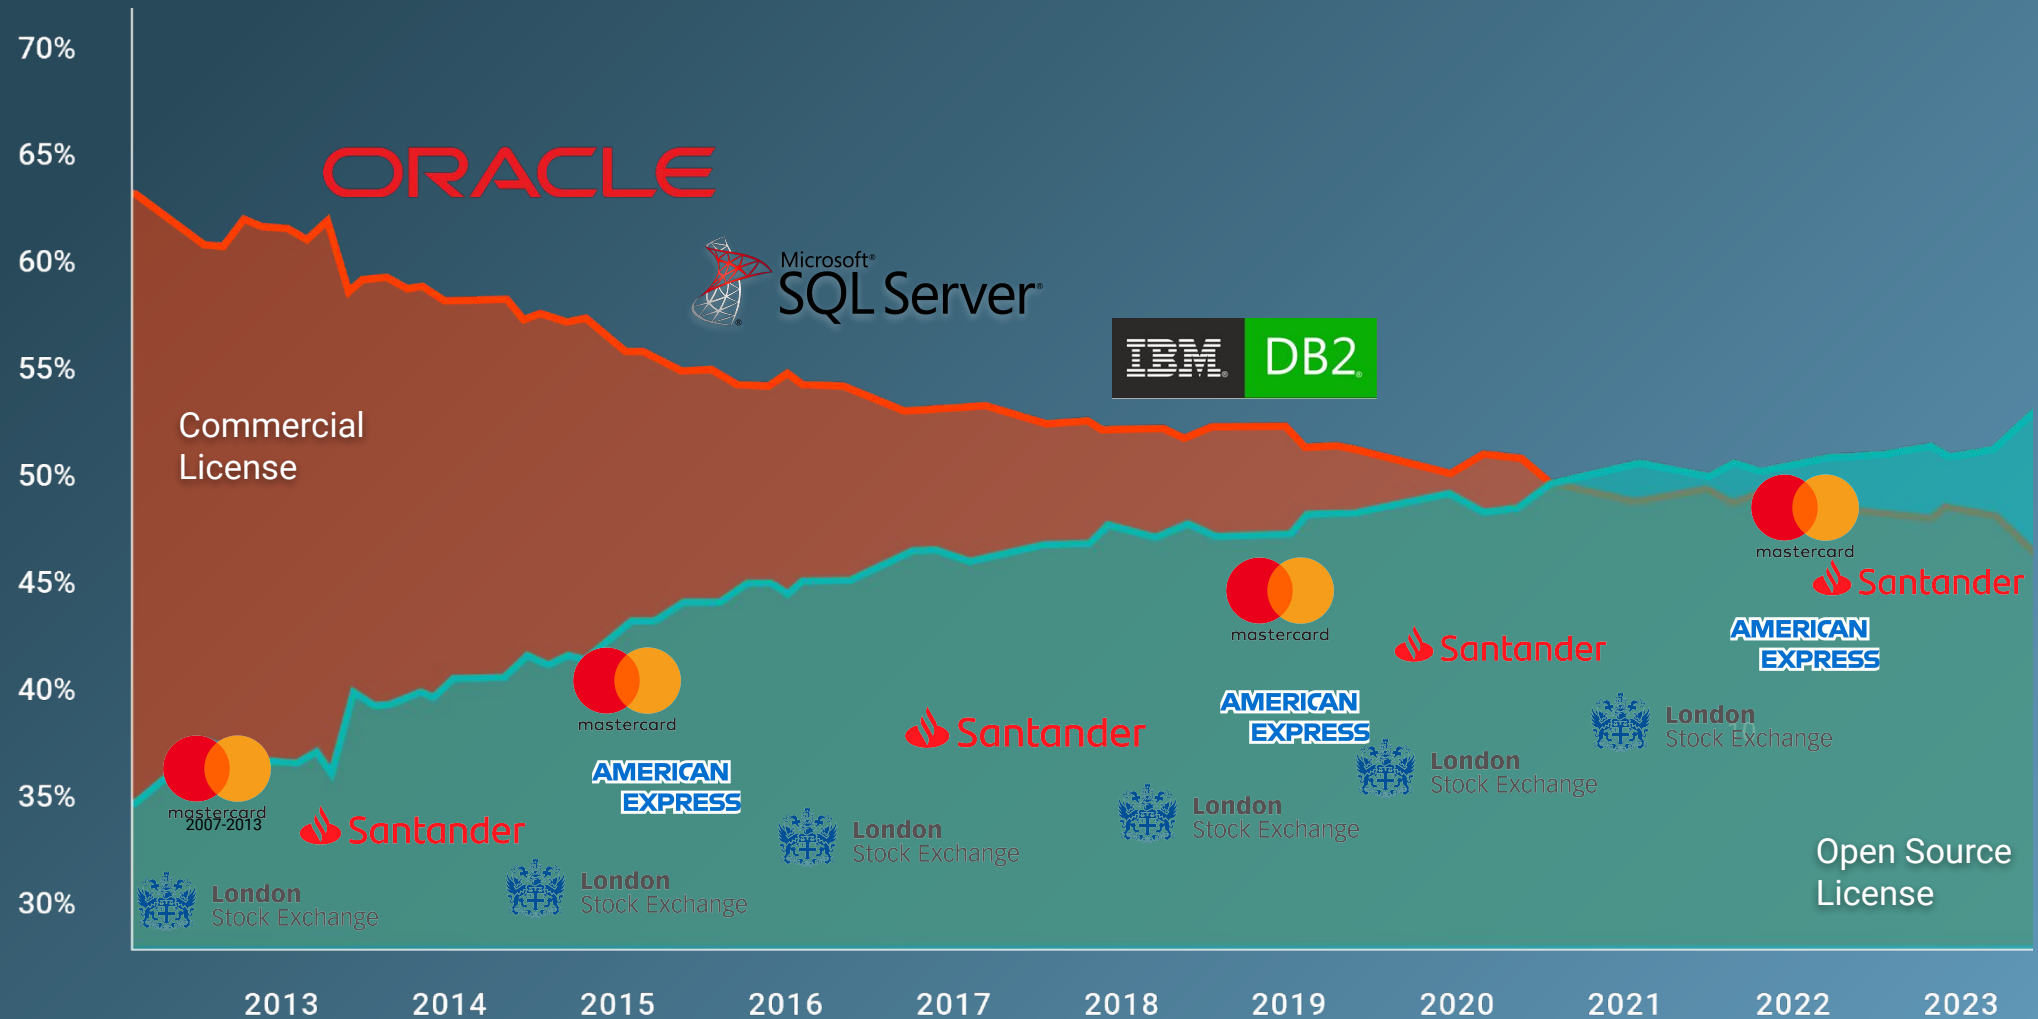 70%
65%
60%
55%
50%
45%
40%
35%
30%
ORACLE
Microsoft®
SQL Server®
IBM® DB2®
Commercial
License
mastercard
2007-2013
Santander
London
Stock Exchange
London
Stock Exchange
mastercard
AMERICAN
EXPRESS
London
Stock Exchange
Santander
London
Stock Exchange
mastercard
AMERICAN
EXPRESS
Santander
London
Stock Exchange
London
Stock Exchange
mastercard
Santander
AMERICAN
EXPRESS
Open Source
License
2013 2014 2015 2016 2017 2018 2019 2020 2021 2022 2023